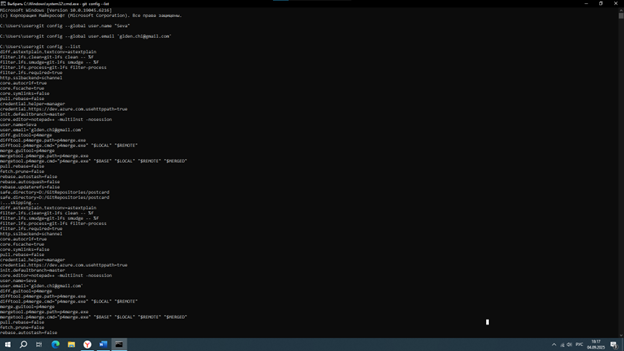 Выбрать C:\Windows\system32\cmd.exe - git config --list
Microsoft Windows [Version 10.0.19045.6216]
(c) Корпорация Майкрософт (Microsoft Corporation). Все права защищены.
C:\Users\user>git config --global user.name "Seva"
C:\Users\user>git config --global user.email 'giden.chi@gmail.com'
C:\Users\user>git config --list
diff.astextplain.textconv=astextplain
filter.lfs.clean=git-lfs clean -- %f
filter.lfs.smudge=git-lfs smudge -- %f
filter.lfs.process=git-lfs filter-process
filter.lfs.required=true
http.sslbackend=schannel
core.autocrlf=true
core.fscache=true
core.symlinks=false
pull.rebase=false
credential.helper=manager
credential.https://dev.azure.com.usehttppath=true
init.defaultbranch=master
core.editor=notepad++ -multiInst -nosession
user.name=Seva
user.email='giden.chi@gmail.com'
diff.guitool=p4merge
difftool.p4merge.path=p4merge.exe
difftool.p4merge.cmd="p4merge.exe" "$LOCAL" "$REMOTE"
merge.guitool=p4merge
mergetool.p4merge.path=p4merge.exe
mergetool.p4merge.cmd="p4merge.exe" "$BASE" "$LOCAL" "$REMOTE" "$MERGED"
pull.rebase=false
fetch.prune=false
rebase.autostash=false
rebase.autosquash=false
rebase.updaterefs=false
safe.directory=D:/GitRepositories/postcard
safe.directory=D:/GitRepositories/postcard
:...skipping...
diff.astextplain.textconv=astextplain
filter.lfs.clean=git-lfs clean -- %f
filter.lfs.smudge=git-lfs smudge -- %f
filter.lfs.process=git-lfs filter-process
filter.lfs.required=true
http.sslbackend=schannel
core.autocrlf=true
core.fscache=true
core.symlinks=false
pull.rebase=false
credential.helper=manager
credential.https://dev.azure.com.usehttppath=true
init.defaultbranch=master
core.editor=notepad++ -multiInst -nosession
user.name=Seva
user.email='giden.chi@gmail.com'
diff.guitool=p4merge
difftool.p4merge.path=p4merge.exe
difftool.p4merge.cmd="p4merge.exe" "$LOCAL" "$REMOTE"
merge.guitool=p4merge
mergetool.p4merge.path=p4merge.exe
mergetool.p4merge.cmd="p4merge.exe" "$BASE" "$LOCAL" "$REMOTE" "$MERGED"
pull.rebase=false
fetch.prune=false
rebase.autostash=false
РУС
18:17
04.09.2025